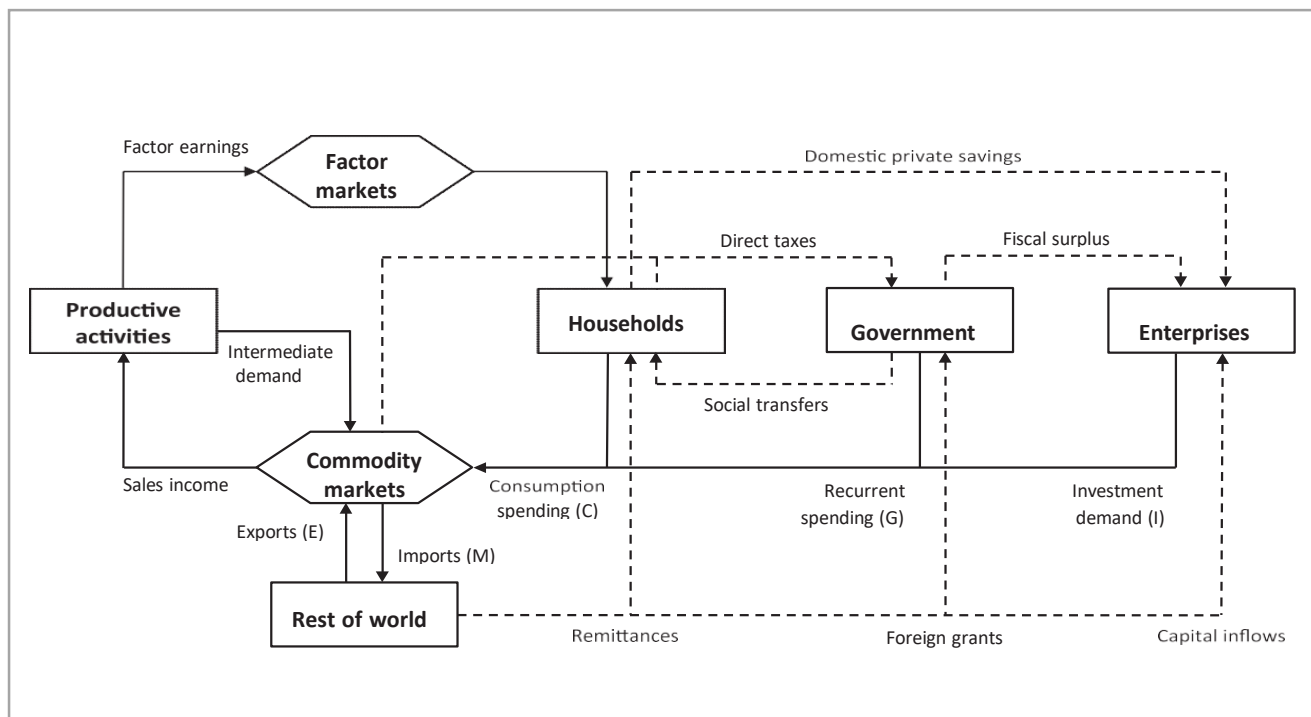 Factor earnings
Factor
markets
Domestic private savings
Direct taxes
Fiscal surplus
Productive
activities
Households
Government
Enterprises
Intermediate
demand
Social transfers
Commodity
markets
Sales income
Consumption
spending (C)
Recurrent
spending (G)
Investment
demand (I)
Exports (E)
Imports (M)
Rest of world
Remittances
Foreign grants
Capital inflows